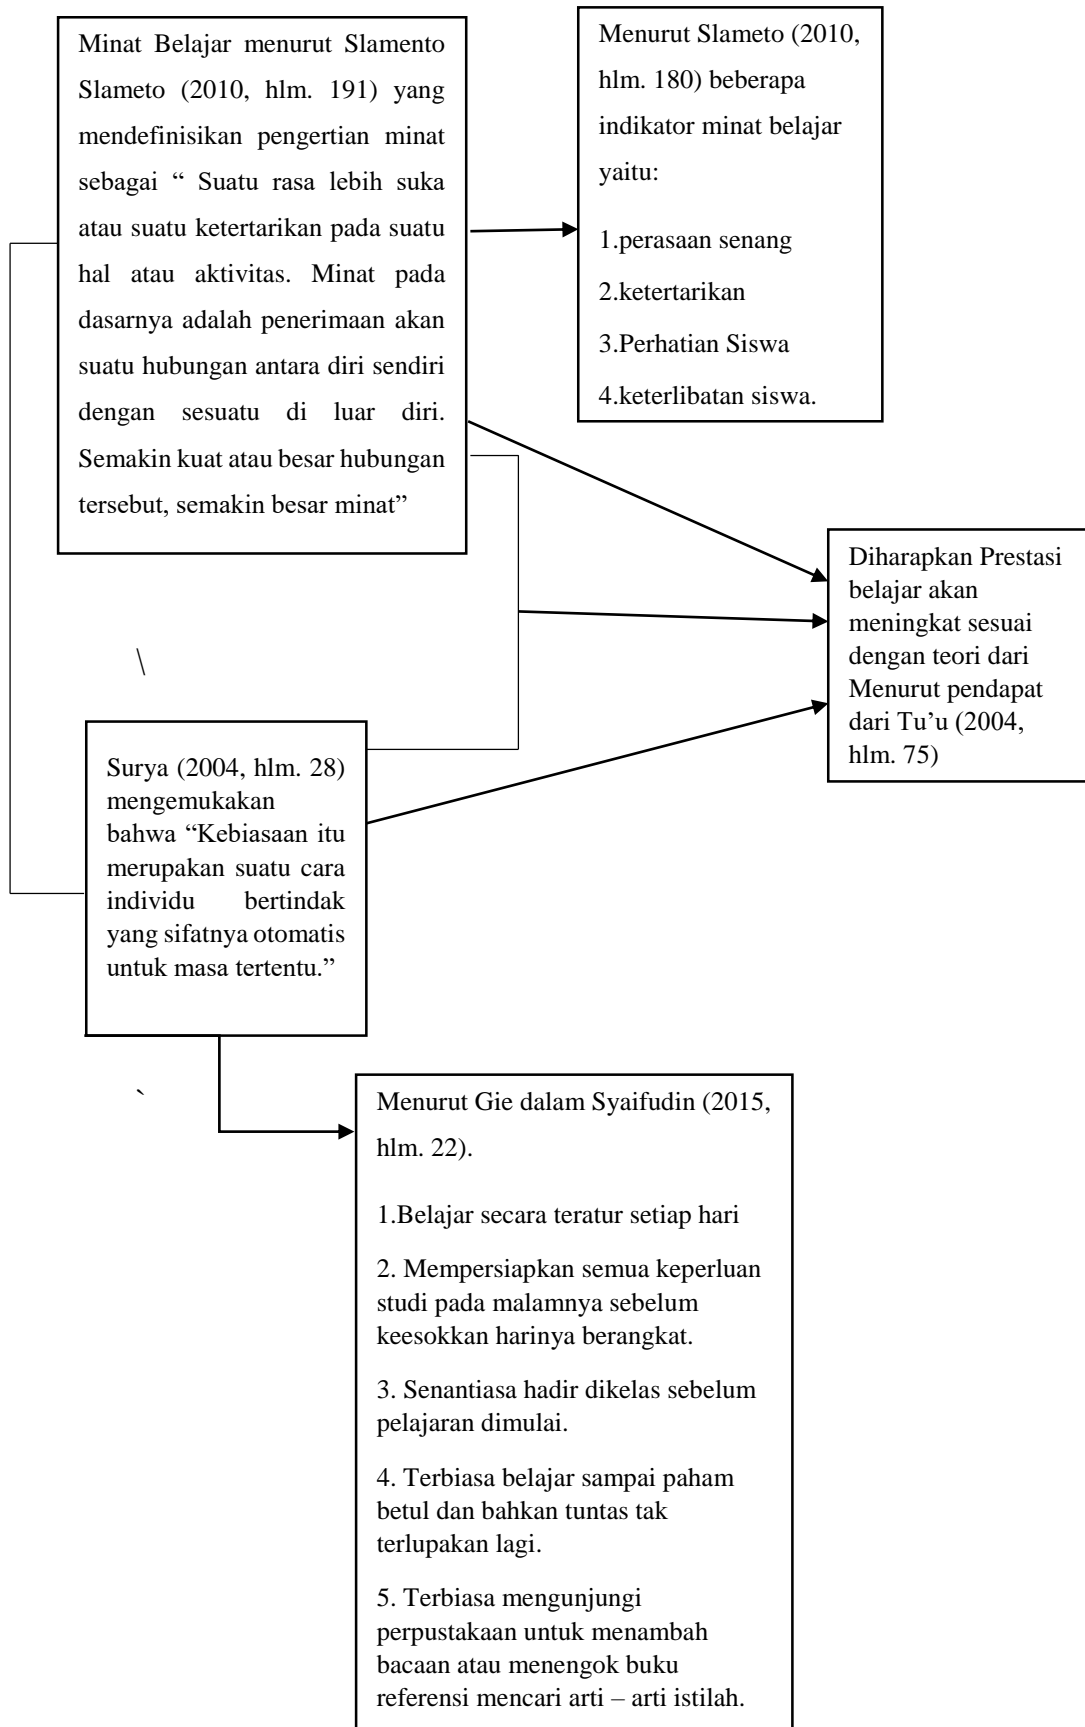 Minat Belajar menurut Slamento
Slameto (2010, hlm. 191) yang
mendefinisikan pengertian minat
sebagai “ Suatu rasa lebih suka
atau suatu ketertarikan pada suatu
hal atau aktivitas. Minat pada
dasarnya adalah penerimaan akan
suatu hubungan antara diri sendiri
dengan sesuatu di luar diri.
Semakin kuat atau besar hubungan
tersebut, semakin besar minat”
Menurut Slameto (2010,
hlm. 180) beberapa
indikator minat belajar
yaitu:
1.perasaan senang
2.ketertarikan
3.Perhatian Siswa
4.keterlibatan siswa.
Diharapkan Prestasi
belajar akan
meningkat sesuai
dengan teori dari
Menurut pendapat
dari Tu’u (2004,
hlm. 75)
\
Surya (2004, hlm. 28)
mengemukakan
bahwa “Kebiasaan itu
merupakan suatu cara
individu bertindak
yang sifatnya otomatis
untuk masa tertentu.”
`
Menurut Gie dalam Syaifudin (2015,
hlm. 22).
1.Belajar secara teratur setiap hari
2. Mempersiapkan semua keperluan
studi pada malamnya sebelum
keesokkan harinya berangkat.
3. Senantiasa hadir dikelas sebelum
pelajaran dimulai.
4. Terbiasa belajar sampai paham
betul dan bahkan tuntas tak
terlupakan lagi.
5. Terbiasa mengunjungi
perpustakaan untuk menambah
bacaan atau menengok buku
referensi mencari arti – arti istilah.